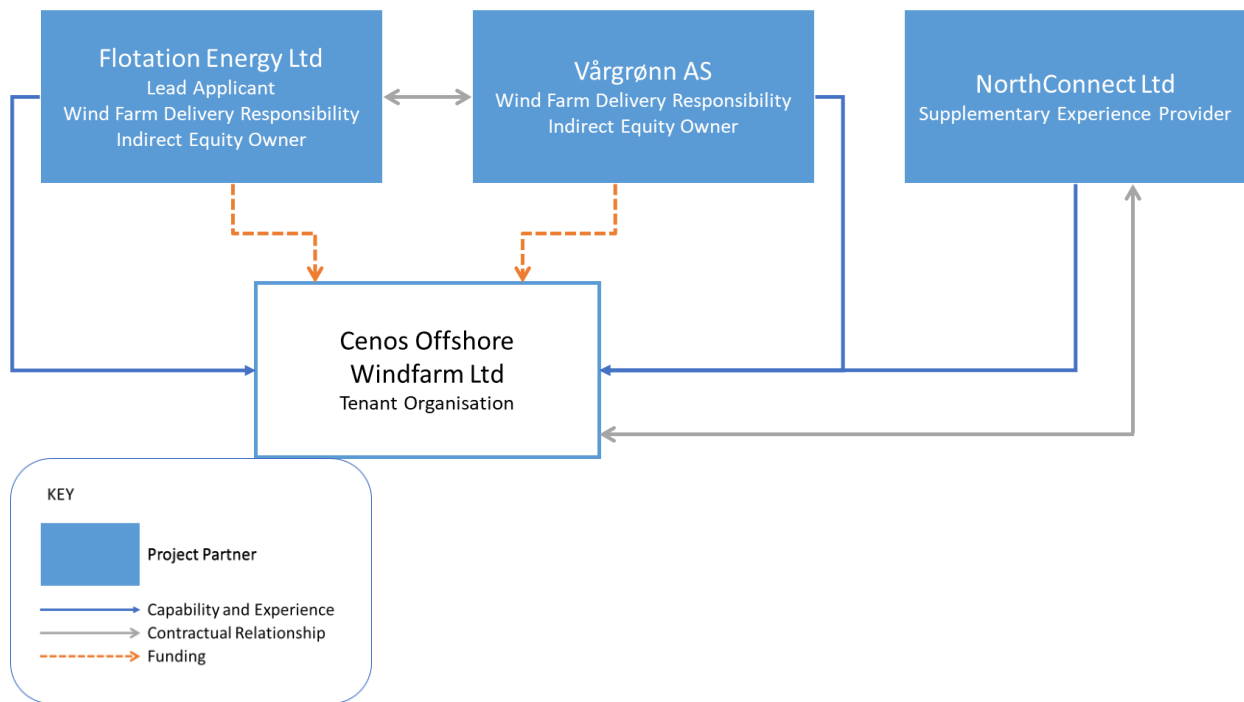 Flotation Energy Ltd
Lead Applicant
Wind Farm Delivery Responsibility
Indirect Equity Owner
Vårgrønn AS
Wind Farm Delivery Responsibility
Indirect Equity Owner
NorthConnect Ltd
Supplementary Experience Provider
Cenos Offshore
Windfarm Ltd
Tenant Organisation
KEY
Project Partner
Capability and Experience
Contractual Relationship
Funding